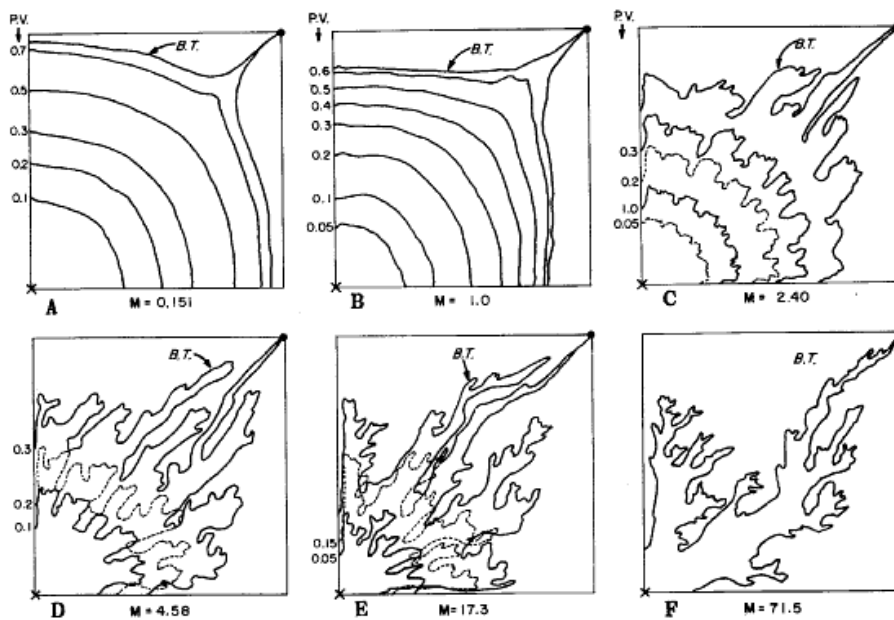 P.V.
0.7
0.5
0.3
0.2
0.1
B.T.
A
M = 0.151
P.V.
0.6
0.5
0.4
0.3
0.2
0.1
0.05
B.T.
B
M = 1.0
P.V.
0.3
0.2
1.0
0.05
B.T.
C
M = 2.40
0.3
0.2
0.1
B.T.
D
M = 4.58
0.15
0.05
B.T.
E
M = 17.3
B.T.
F
M = 71.5